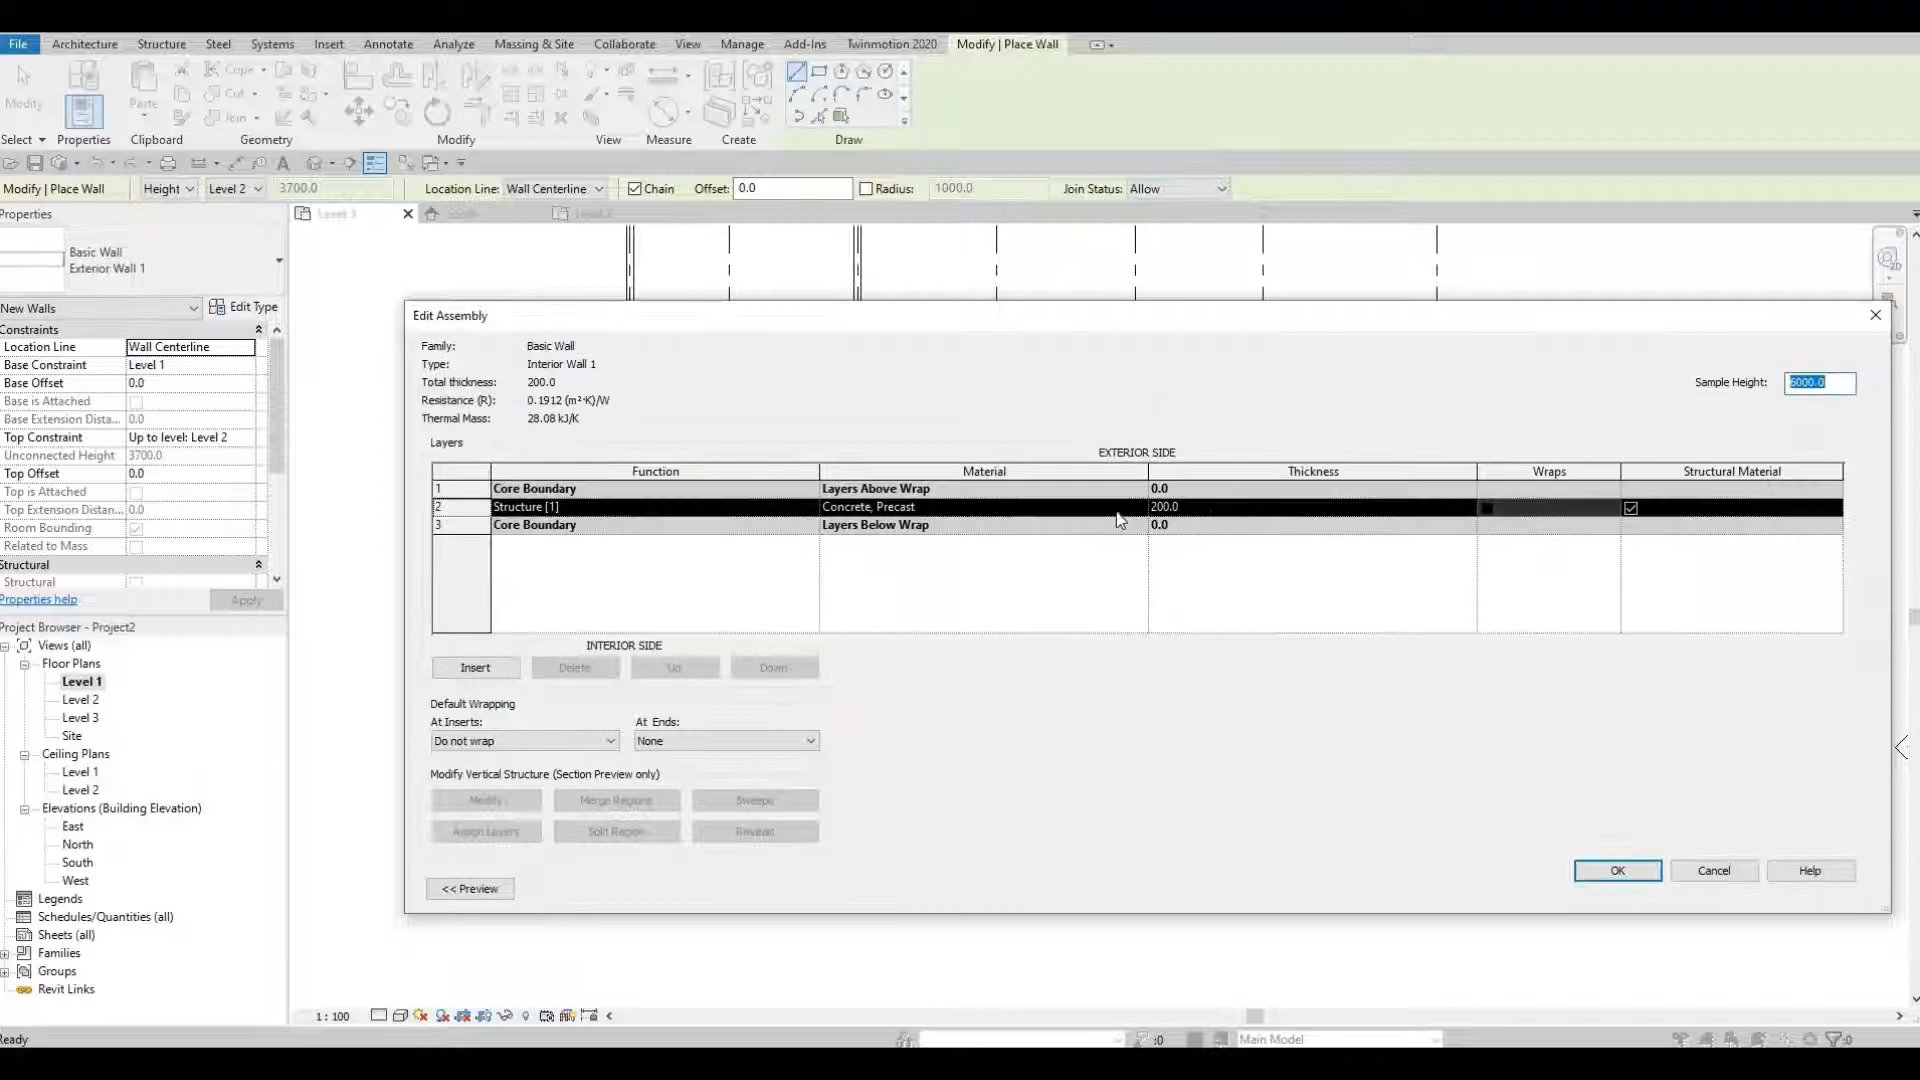 File Architecture Structure Steel Systems Insert Annotate Analyze Massing & Site Collaborate View Manage Add-Ins Twinmotion 2020 Modify | Place Wall
Cope
Cut
Join
Modify
Paste
Select Properties Clipboard Geometry Modify View Measure Create Draw
Modify | Place Wall Height Level 2 3700.0 Location Line: Wall Centerline Chain Offset: 0.0 Radius: 1000.0 Join Status: Allow
Properties
Basic Wall
Exterior Wall 1
New Walls Edit Type
Constraints
Location Line Wall Centerline
Base Constraint Level 1
Base Offset 0.0
Base is Attached
Base Extension Dista... 0.0
Top Constraint Up to level: Level 2
Unconnected Height 3700.0
Top Offset 0.0
Top is Attached
Top Extension Distan... 0.0
Room Bounding
Related to Mass
Structural
Structural
Properties help Apply
Project Browser - Project2
Views (all)
Floor Plans
Level 1
Level 2
Level 3
Site
Ceiling Plans
Level 1
Level 2
Elevations (Building Elevation)
East
North
South
West
Legends
Schedules/Quantities (all)
Sheets (all)
Families
Groups
Revit Links
Edit Assembly
Family: Basic Wall
Type: Interior Wall 1
Total thickness: 200.0
Resistance (R): 0.1912 (m²·K)/W
Thermal Mass: 28.08 kJ/K
Sample Height: 6000.0
Layers
EXTERIOR SIDE
Function Material Thickness Wraps Structural Material
1 Core Boundary Layers Above Wrap 0.0
2 Structure [1] Concrete, Precast 200.0
3 Core Boundary Layers Below Wrap 0.0
INTERIOR SIDE
Insert Delete Up Down
Default Wrapping
At Inserts: At Ends:
Do not wrap None
Modify Vertical Structure (Section Preview only)
Modify Merge Regions Sweeps
Assign Layers Split Region Reveals
<< Preview
OK Cancel Help
1 : 100
Ready :0 Main Model :0